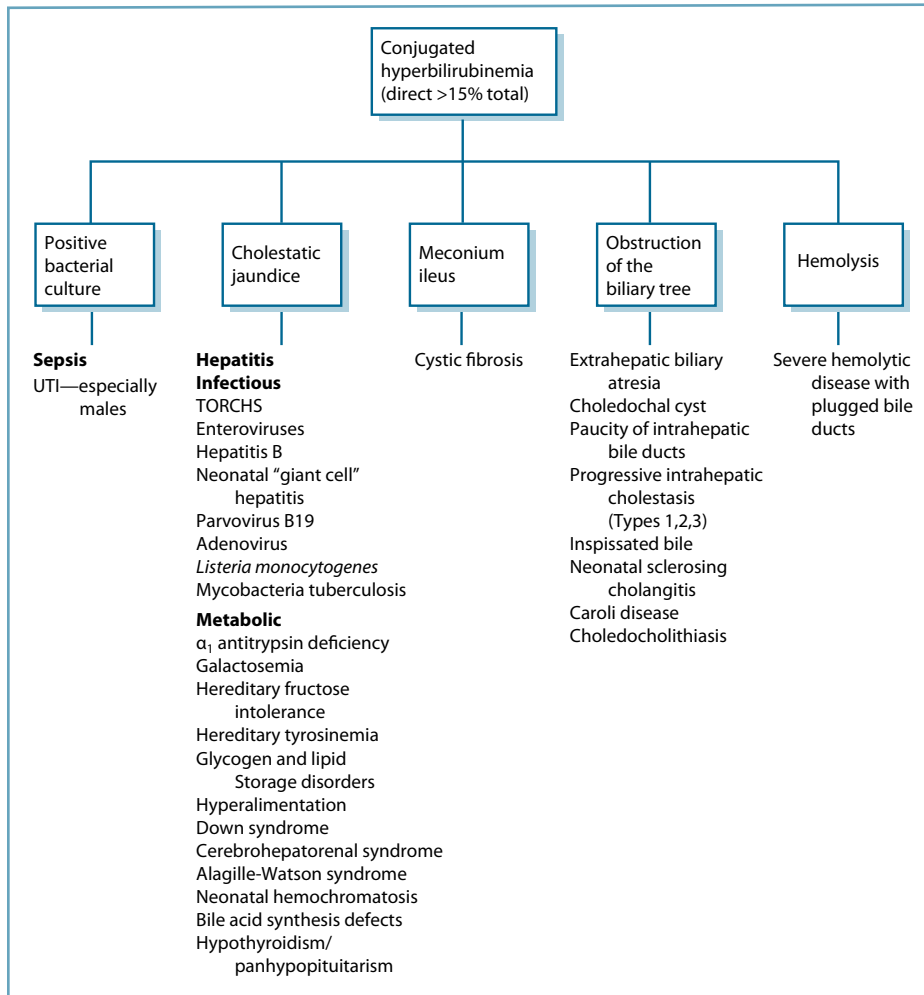 Conjugated
hyperbilirubinemia
(direct >15% total)
Positive
bacterial
culture
Sepsis
UTI—especially
males
Cholestatic
jaundice
Hepatitis
Infectious
TORCHS
Enteroviruses
Hepatitis B
Neonatal “giant cell”
hepatitis
Parvovirus B19
Adenovirus
Listeria monocytogenes
Mycobacteria tuberculosis
Metabolic
α₁ antitrypsin deficiency
Galactosemia
Hereditary fructose
intolerance
Hereditary tyrosinemia
Glycogen and lipid
Storage disorders
Hyperalimentation
Down syndrome
Cerebrohepatorenal syndrome
Alagille-Watson syndrome
Neonatal hemochromatosis
Bile acid synthesis defects
Hypothyroidism/
panhypopituitarism
Meconium
ileus
Cystic fibrosis
Obstruction
of the
biliary tree
Extrahepatic biliary
atresia
Choledochal cyst
Paucity of intrahepatic
bile ducts
Progressive intrahepatic
cholestasis
(Types 1,2,3)
Inspissated bile
Neonatal sclerosing
cholangitis
Caroli disease
Choledocholithiasis
Hemolysis
Severe hemolytic
disease with
plugged bile
ducts